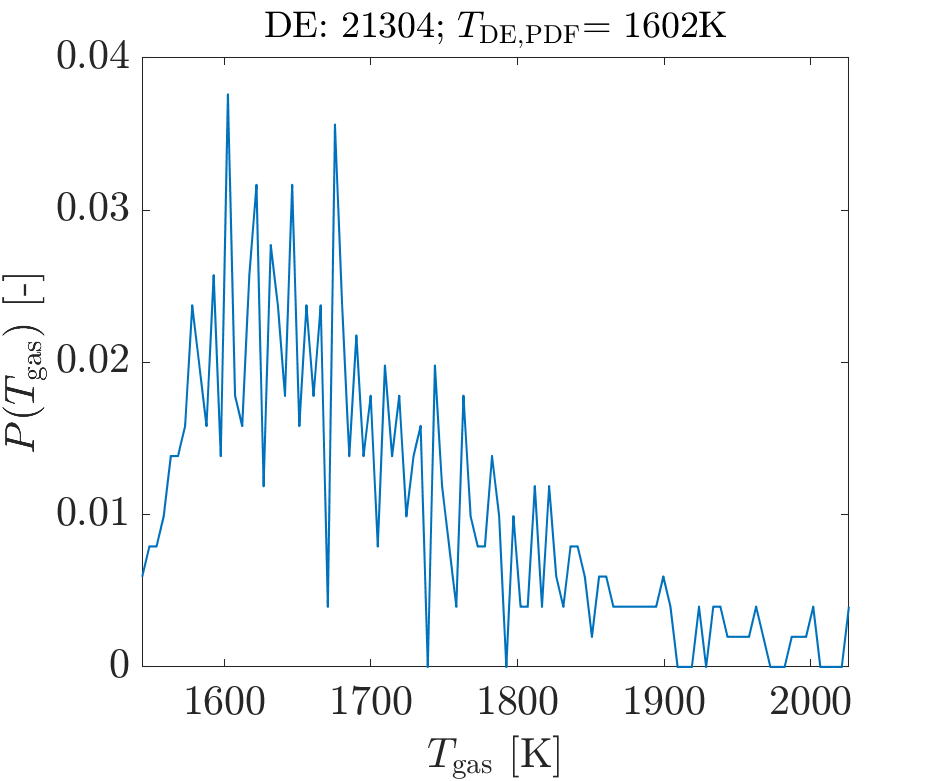 DE: 21304; T_DE,PDF= 1602K
0.04
0.03
0.02
0.01
0
P(T_gas) [-]
1600 1700 1800 1900 2000
T_gas [K]